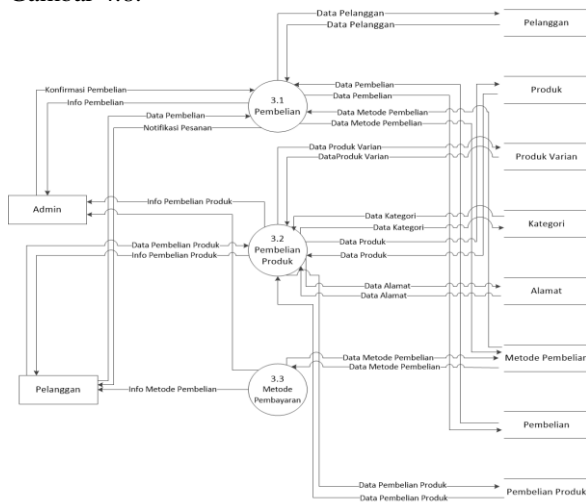 Data Pelanggan
Data Pelanggan
Pelanggan
Konfirmasi Pembelian
Info Pembelian
Data Pembelian
Notifikasi Pesanan
3.1
Pembelian
Data Pembelian
Data Pembelian
Data Metode Pembelian
Data Metode Pembelian
Produk
Data Produk Varian
DataProduk Varian
Produk Varian
Admin
Info Pembelian Produk
Data Pembelian Produk
Info Pembelian Produk
3.2
Pembelian
Produk
Data Kategori
Data Kategori
Data Produk
Data Produk
Kategori
Data Alamat
Data Alamat
Alamat
Pelanggan
Info Metode Pembelian
3.3
Metode
Pembayaran
Data Metode Pembelian
Data Metode Pembelian
Metode Pembelian
Pembelian
Data Pembelian Produk
Data Pembelian Produk
Pembelian Produk